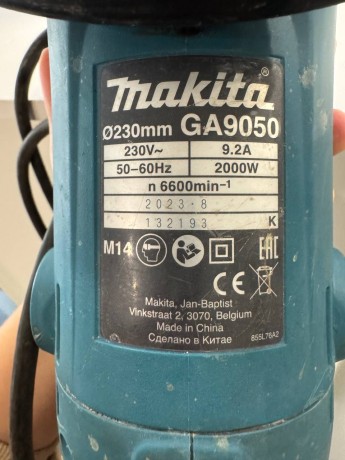 makita®
Ø230mm GA9050
230V~ 9.2A
50–60Hz 2000W
n 6600min⁻¹
2023・8
132193 K
M14 EAC
CE
Makita, Jan-Baptist
Vinkstraat 2, 3070, Belgium
Made in China
Сделано в Китае
855L76A2